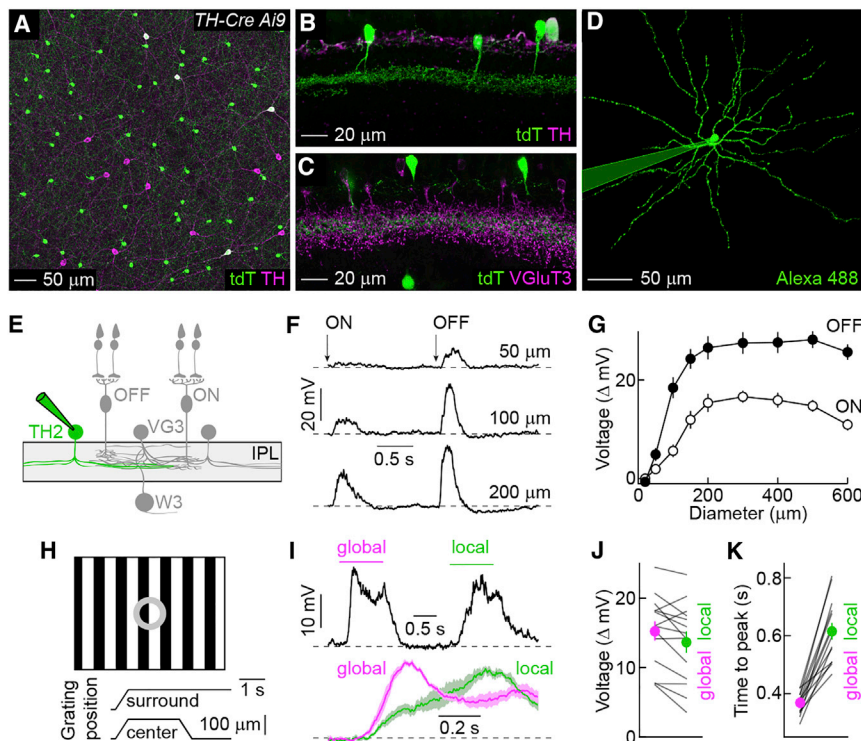 A
TH-Cre Ai9
50 μm
tdT TH
B
20 μm
tdT TH
C
20 μm
tdT VGluT3
D
50 μm
Alexa 488
E
OFF
ON
TH2
VG3
IPL
W3
F
ON
OFF
50 μm
20 mV
100 μm
0.5 s
200 μm
G
OFF
ON
Voltage (Δ mV)
20
0
0
200
400
600
Diameter (μm)
H
Grating
position
surround
1 s
center
100 μm
I
global
local
10 mV
0.5 s
global
local
0.2 s
J
Voltage (Δ mV)
20
10
0
global
local
K
Time to peak (s)
0.8
0.6
0.4
global
local